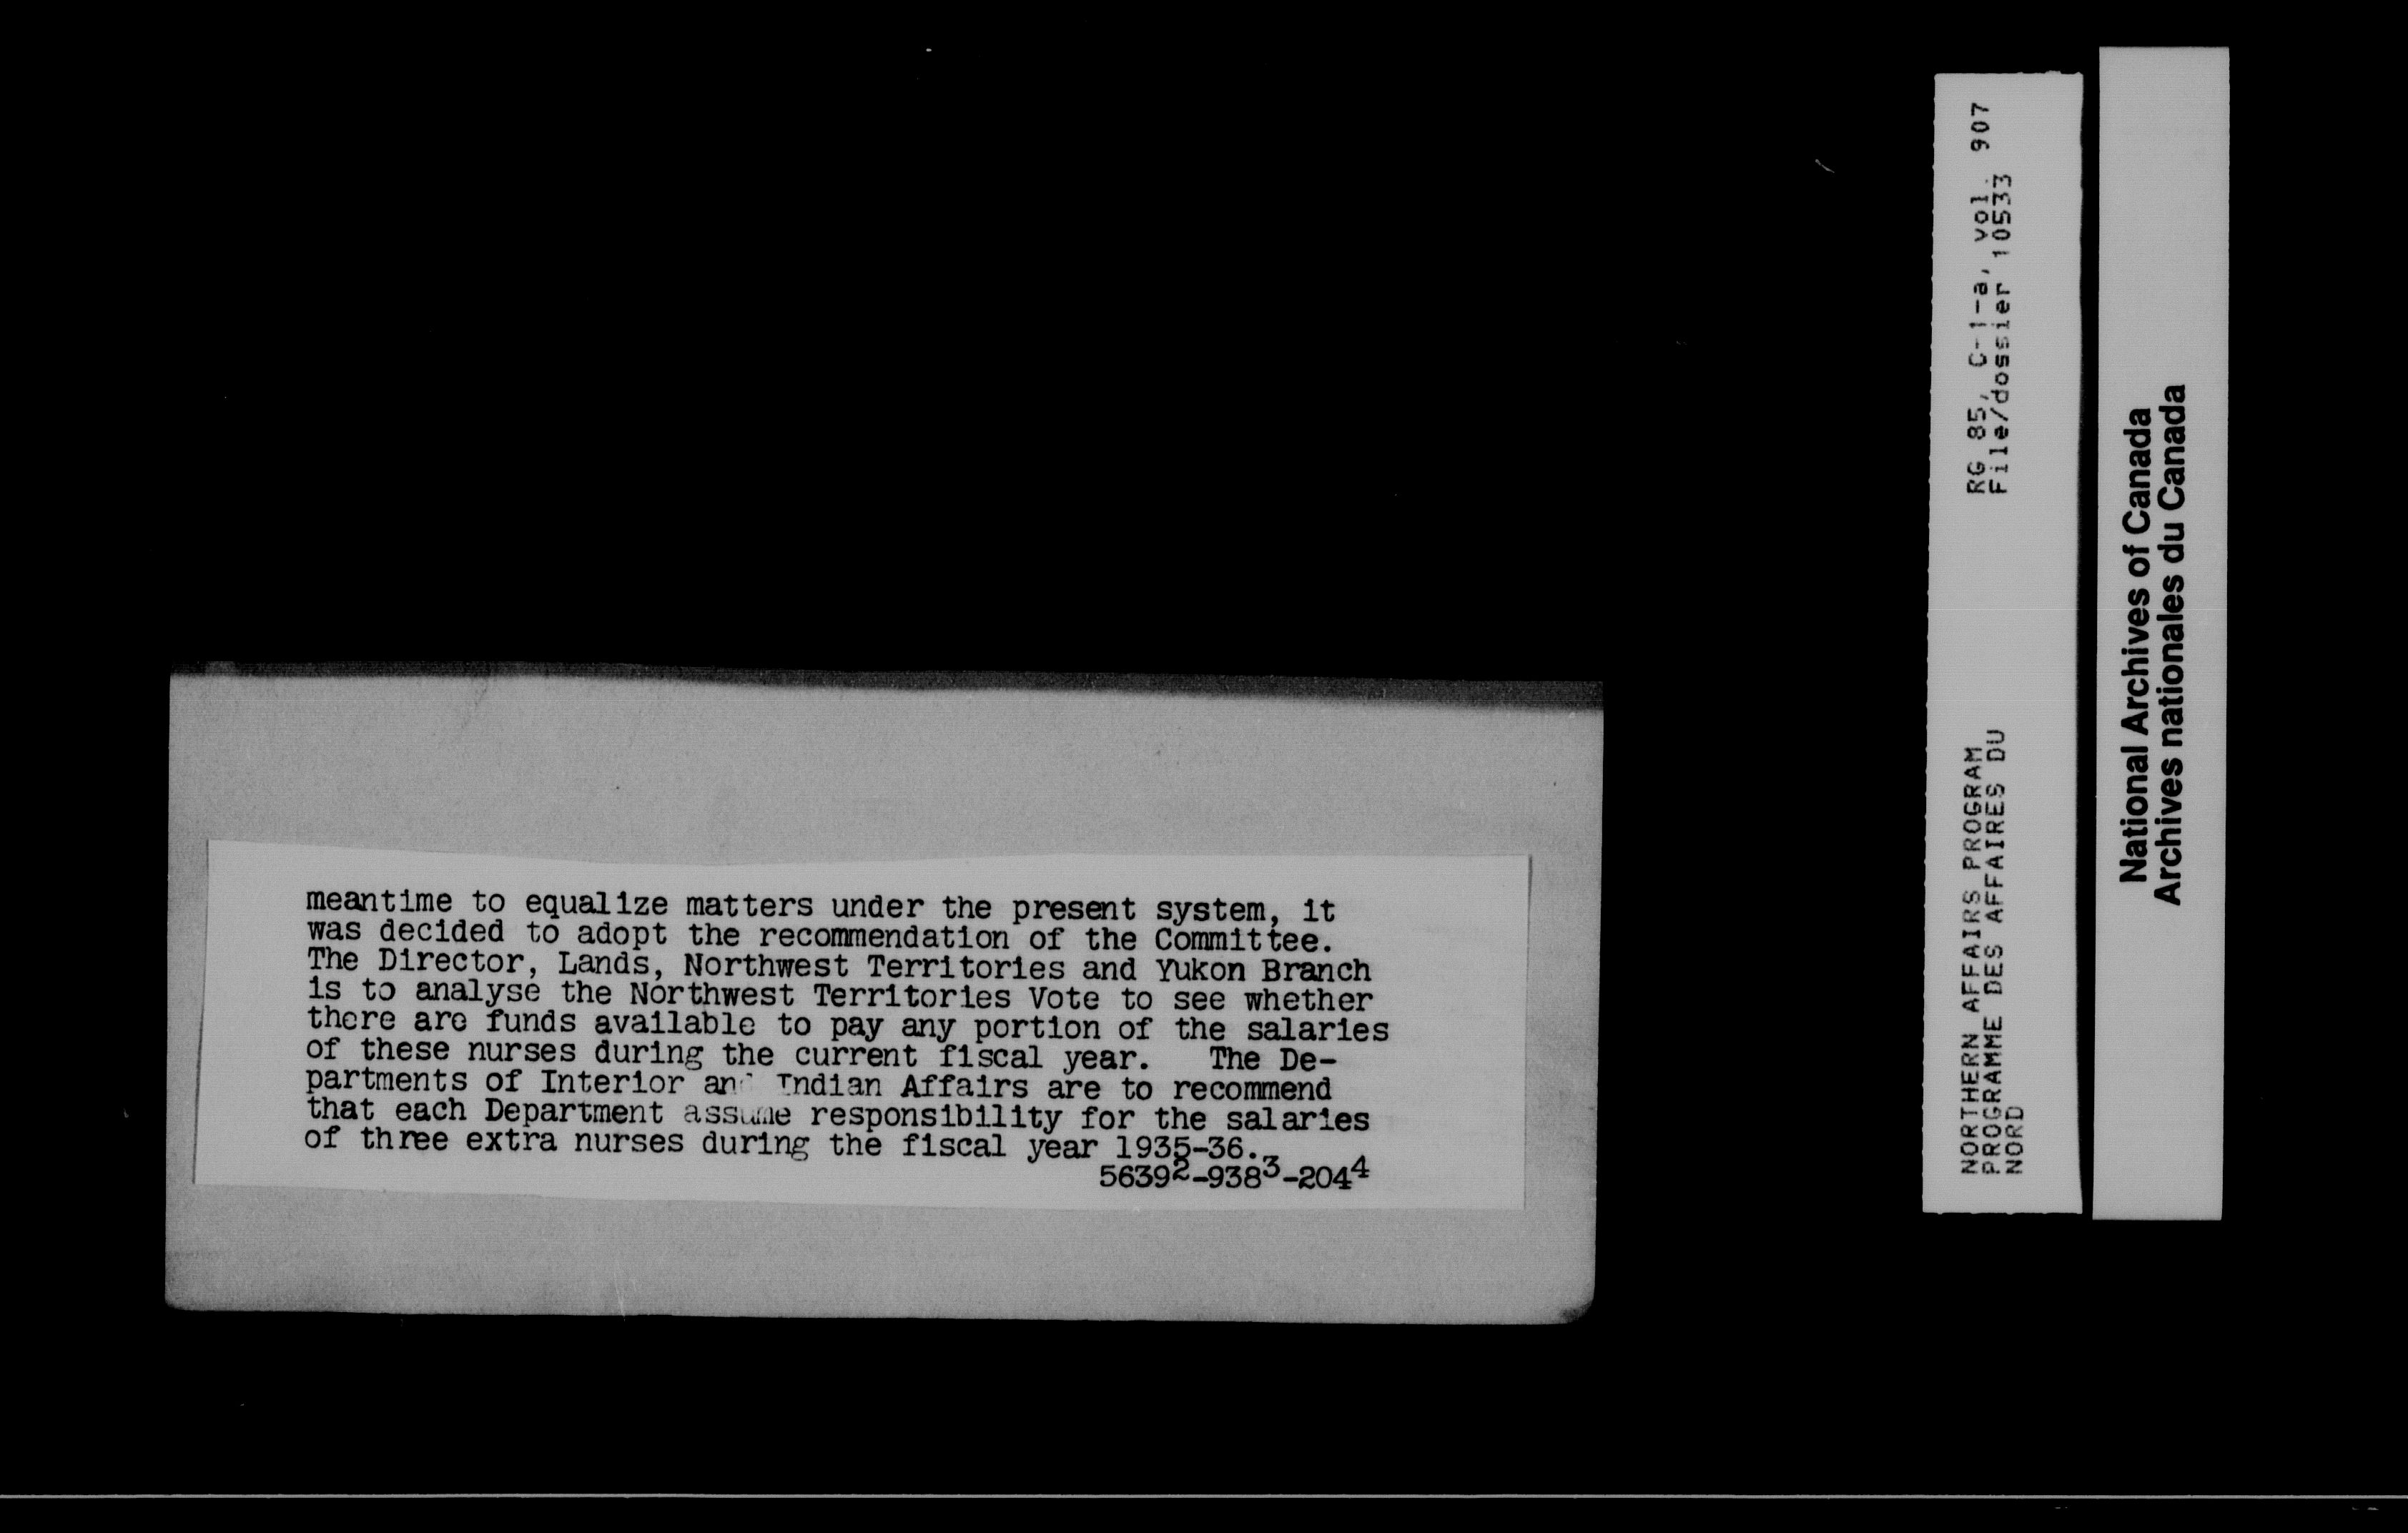 meantime to equalize matters under the present system, it
was decided to adopt the recommendation of the Committee.
The Director, Lands, Northwest Territories and Yukon Branch
is to analyse the Northwest Territories Vote to see whether
there are funds available to pay any portion of the salaries
of these nurses during the current fiscal year. The De-
partments of Interior and Indian Affairs are to recommend
that each Department assume responsibility for the salaries
of three extra nurses during the fiscal year 1935-36.
5639²-938³-204⁴
RG 85, C-1-a, vol. 907
File/dossier 10533
NORTHERN AFFAIRS PROGRAM
PROGRAMME DES AFFAIRES DU
NORD
National Archives of Canada
Archives nationales du Canada